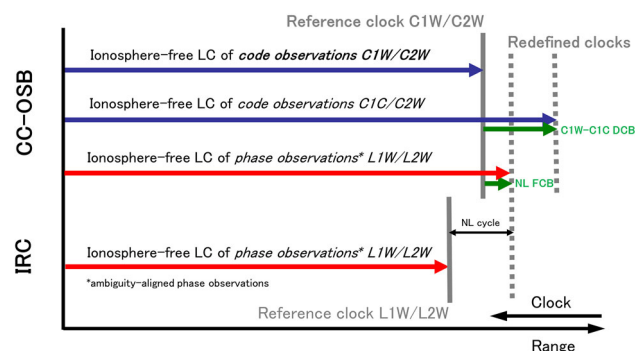 Reference clock C1W/C2W
Redefined clocks
Ionosphere-free LC of code observations C1W/C2W
CC-OSB
Ionosphere-free LC of code observations C1C/C2W
C1W-C1C DCB
Ionosphere-free LC of phase observations* L1W/L2W
NL FCB
NL cycle
IRC
Ionosphere-free LC of phase observations* L1W/L2W
*ambiguity-aligned phase observations
Clock
Reference clock L1W/L2W
Range